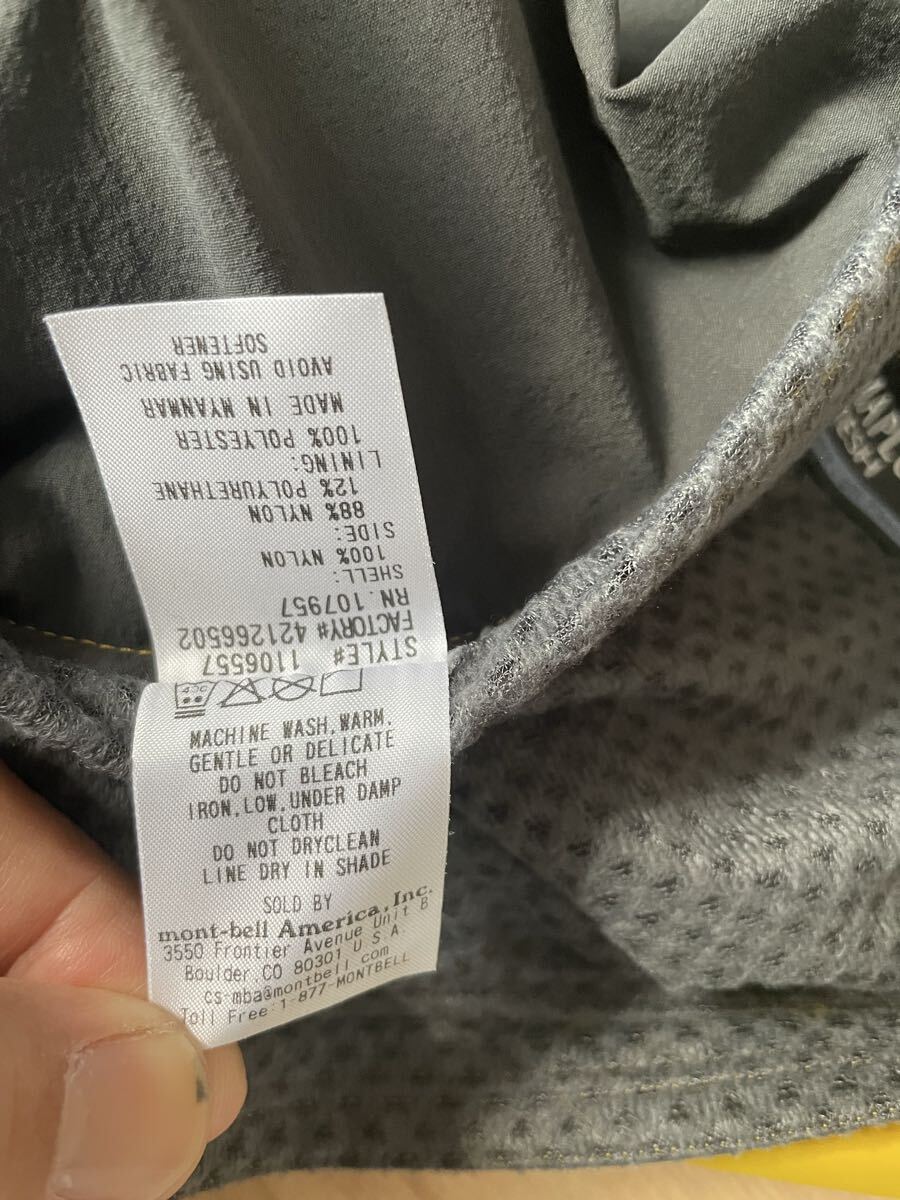 STYLE# 1106557
FACTORY# 421266502
RN.107957
SHELL:
100% NYLON
SIDE:
88% NYLON
12% POLYURETHANE
LINING:
100% POLYESTER
MADE IN MYANMAR
AVOID USING FABRIC
SOFTENER
MACHINE WASH,WARM,
GENTLE OR DELICATE
DO NOT BLEACH
IRON,LOW,UNDER DAMP
CLOTH
DO NOT DRYCLEAN
LINE DRY IN SHADE
SOLD BY
mont-bell America,Inc.
3550 Frontier Avenue Unit B
Boulder CO 80301 U.S.A.
cs-mba@montbell.com
Toll Free:1-877-MONTBELL